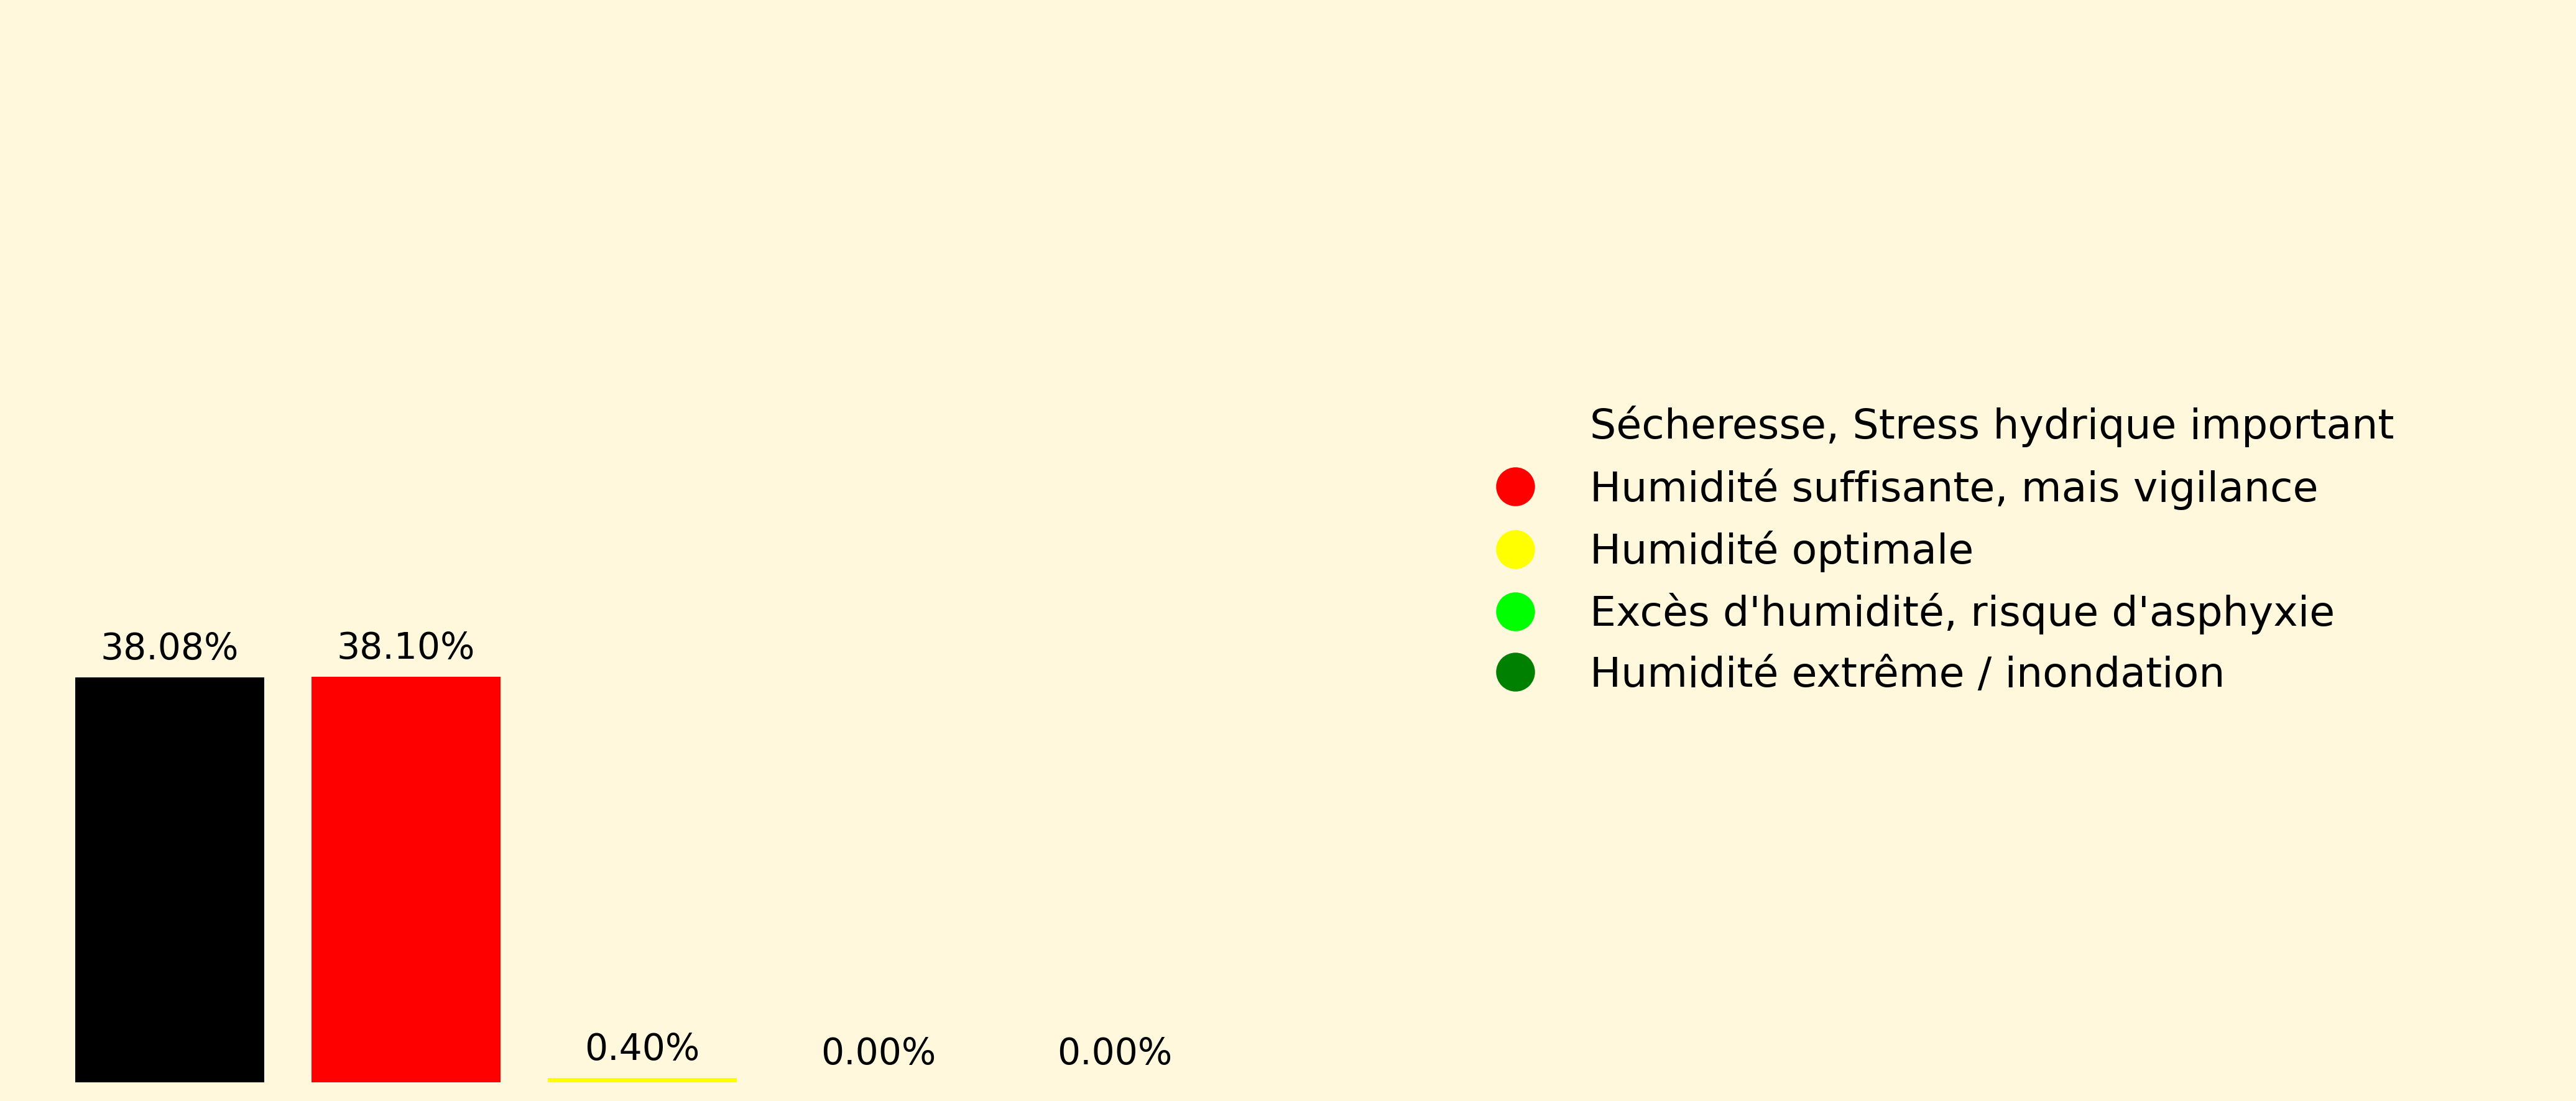 Sécheresse, Stress hydrique important
Humidité suffisante, mais vigilance
Humidité optimale
Excès d'humidité, risque d'asphyxie
Humidité extrême / inondation
38.08%
38.10%
0.40%
0.00%
0.00%